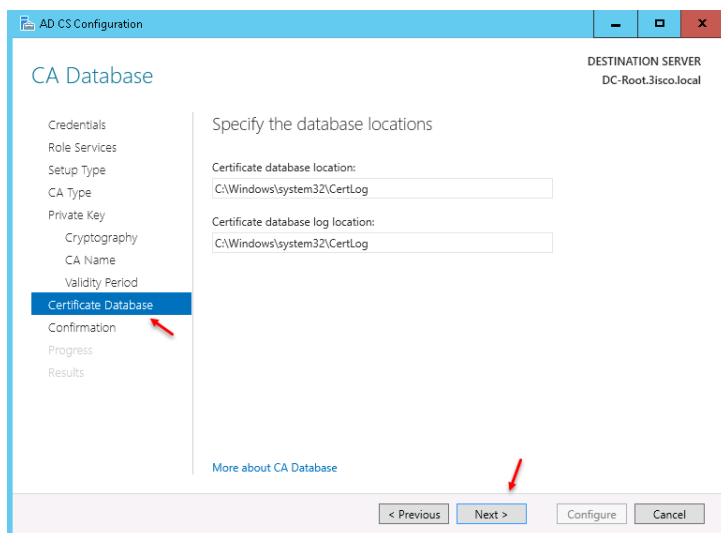 AD CS Configuration
CA Database
DESTINATION SERVER
DC-Root.3isco.local
Credentials
Role Services
Setup Type
CA Type
Private Key
Cryptography
CA Name
Validity Period
Certificate Database
Confirmation
Progress
Results
Specify the database locations
Certificate database location:
C:\Windows\system32\CertLog
Certificate database log location:
C:\Windows\system32\CertLog
More about CA Database
< Previous
Next >
Configure
Cancel